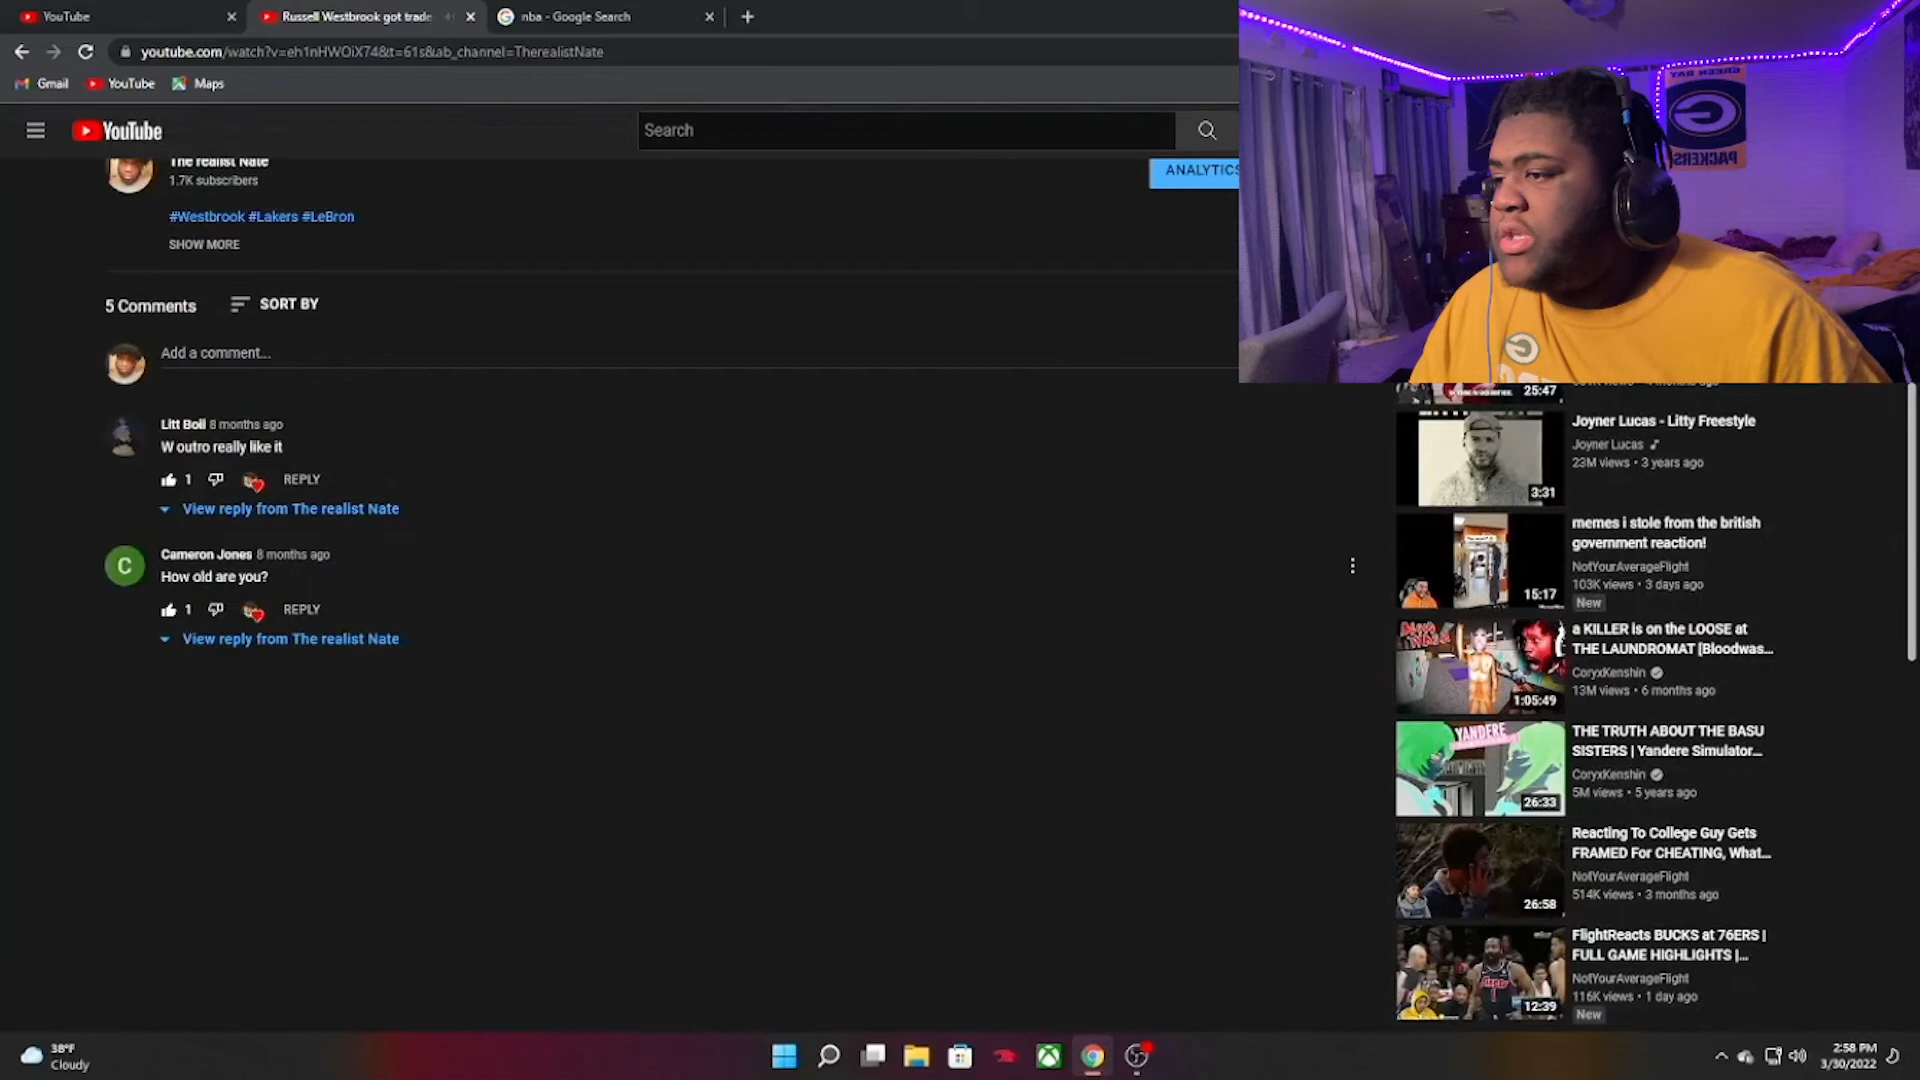 YouTube
Russell Westbrook got trade
nba - Google Search
youtube.com/watch?v=eh1nHWOiX74&t=61s&ab_channel=TherealistNate
Gmail
YouTube
Maps
YouTube
Search
The realist Nate
1.7K subscribers
ANALYTICS
#Westbrook #Lakers #LeBron
SHOW MORE
5 Comments
SORT BY
Add a comment...
Litt Boii 8 months ago
W outro really like it
1
REPLY
View reply from The realist Nate
C
Cameron Jones 8 months ago
How old are you?
1
REPLY
View reply from The realist Nate
GREEN BAY
G
PACKERS
G
25:47
Joyner Lucas - Litty Freestyle
Joyner Lucas
23M views • 3 years ago
3:31
memes i stole from the british
government reaction!
NotYourAverageFlight
103K views • 3 days ago
New
15:17
a KILLER is on the LOOSE at
THE LAUNDROMAT [Bloodwas...
CoryxKenshin
13M views • 6 months ago
1:05:49
THE TRUTH ABOUT THE BASU
SISTERS | Yandere Simulator...
CoryxKenshin
5M views • 5 years ago
YANDERE
26:33
Reacting To College Guy Gets
FRAMED For CHEATING, What...
NotYourAverageFlight
514K views • 3 months ago
26:58
FlightReacts BUCKS at 76ERS |
FULL GAME HIGHLIGHTS |...
NotYourAverageFlight
116K views • 1 day ago
New
12:39
38°F
Cloudy
2:58 PM
3/30/2022